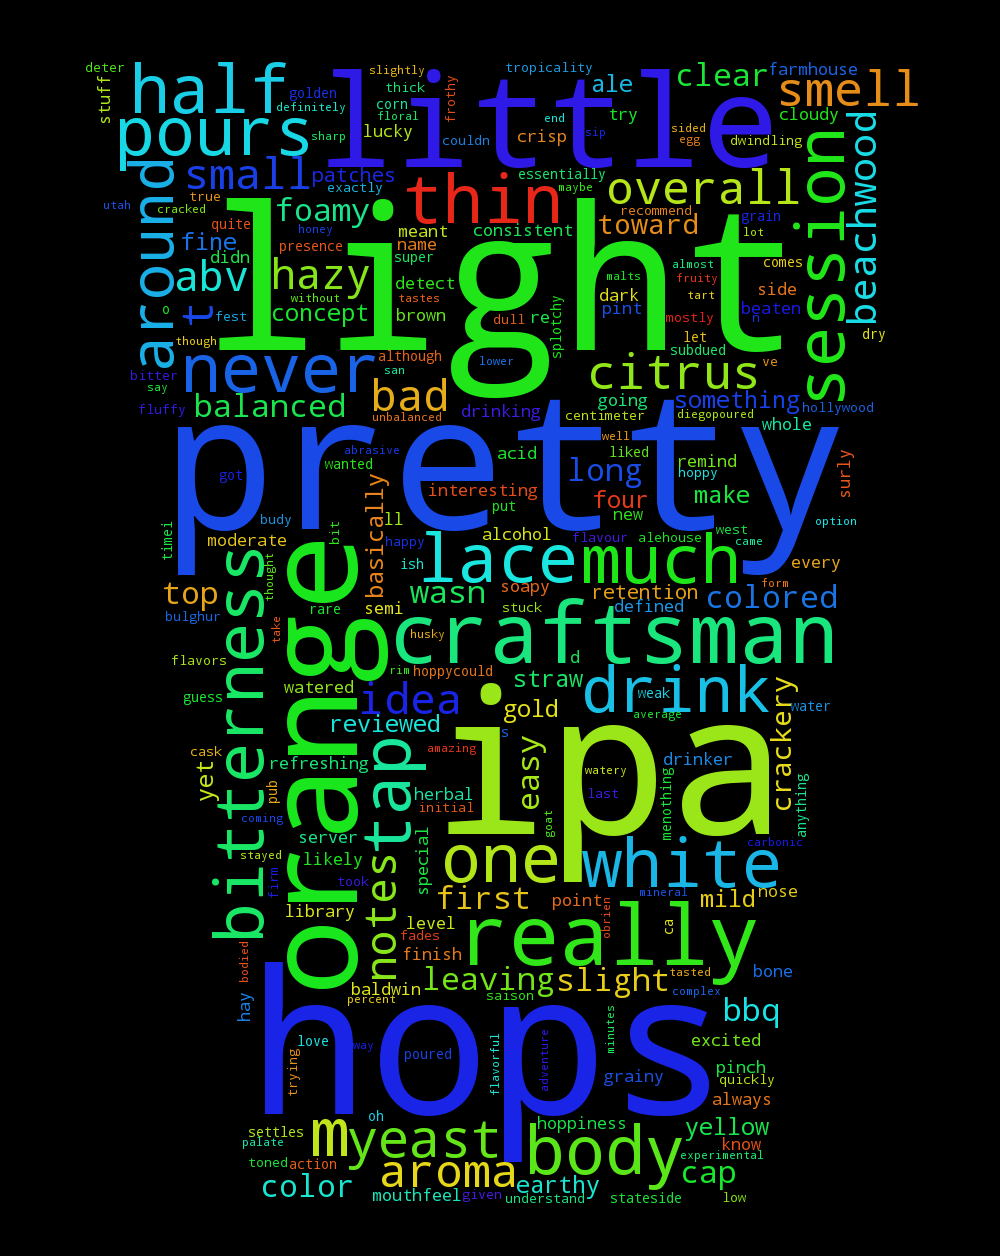 deter
stuff
half
golden
definitely
slightly
thick
corn
floral
sharp
lucky
frothy
tropicality
ale
clear
farmhouse
smell
pours
little
couldn
crisp
end
sip
try
sided
egg
dwindling
cloudy
around
small
patches
exactly
essentially
maybe
overall
session
beachwood
utah
true
cracked
quite
foamy
honey
presence
thin
meant
name
super
consistent
recommend
toward
grain
lot
fine
didn
abv
hazy
without
concept
light
detect
tastes
brown
dull
re
splotchy
malts
dark
pint
almost
fruity
tart
mostly
comes
side
beaten
n
let
subdued
dry
o
t
fest
though
bitter
say
fluffy
never
although
san
bad
unbalanced
balanced
lower
citrus
drinking
going
centimeter
something
diegopoured
ve
hollywood
whole
pretty
got
abrasive
wanted
acid
liked
well
long
remind
hoppy
surly
interesting
put
four
new
make
budy
timei
moderate
bit
basically
ll
happy
ish
alcohol
flavour
alehouse
west
came
option
every
top
bulghur
bitterness
thought
take
rare
semi
lace
wasn
soapy
stuck
much
retention
defined
form
colored
orange
husky
craftsman
d
flavors
guess
watered
rim
hoppycould
straw
idea
gold
drink
weak
average
water
crackery
reviewed
s
amazing
ipa
cask
yet
refreshing
tap
easy
watery
drinker
pub
herbal
initial
last
menothing
anything
coming
server
goat
stayed
likely
took
firm
special
one
white
carbonic
mineral
library
notes
first
level
point
obrien
mild
nose
ca
fades
finish
really
bodied
hay
baldwin
percent
leaving
saison
slight
tasted
complex
bone
bbq
hops
love
way
poured
trying
flavorful
adventure
minutes
grainy
excited
pinch
quickly
always
oh
settles
palate
toned
action
m
yeast
hoppiness
body
yellow
know
experimental
color
aroma
mouthfeel
given
earthy
understand
stateside
cap
low